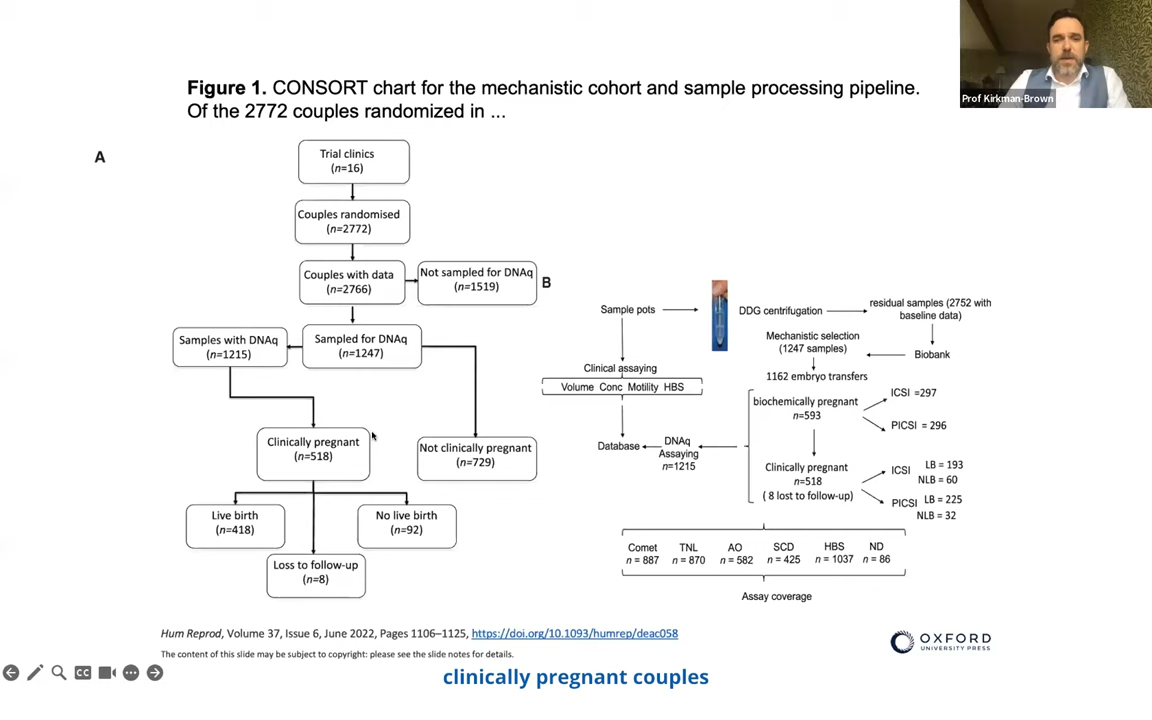 Prof Kirkman-Brown
Figure 1. CONSORT chart for the mechanistic cohort and sample processing pipeline.
Of the 2772 couples randomized in ...
A
Trial clinics
(n=16)
Couples randomised
(n=2772)
Couples with data
(n=2766)
Not sampled for DNAq
(n=1519)
Samples with DNAq
(n=1215)
Sampled for DNAq
(n=1247)
Clinically pregnant
(n=518)
Not clinically pregnant
(n=729)
Live birth
(n=418)
No live birth
(n=92)
Loss to follow-up
(n=8)
B
Sample pots
DDG centrifugation
residual samples (2752 with
baseline data)
Mechanistic selection
(1247 samples)
Biobank
Clinical assaying
Volume Conc Motility HBS
1162 embryo transfers
biochemically pregnant
n=593
ICSI =297
PICSI = 296
Database
DNAq
Assaying
n=1215
Clinically pregnant
n=518
( 8 lost to follow-up)
ICSI
LB = 193
NLB = 60
PICSI
LB = 225
NLB = 32
Comet TNL AO SCD HBS ND
n = 887 n = 870 n = 582 n = 425 n = 1037 n = 86
Assay coverage
Hum Reprod, Volume 37, Issue 6, June 2022, Pages 1106–1125, https://doi.org/10.1093/humrep/deac058
The content of this slide may be subject to copyright: please see the slide notes for details.
OXFORD
UNIVERSITY PRESS
CC
clinically pregnant couples